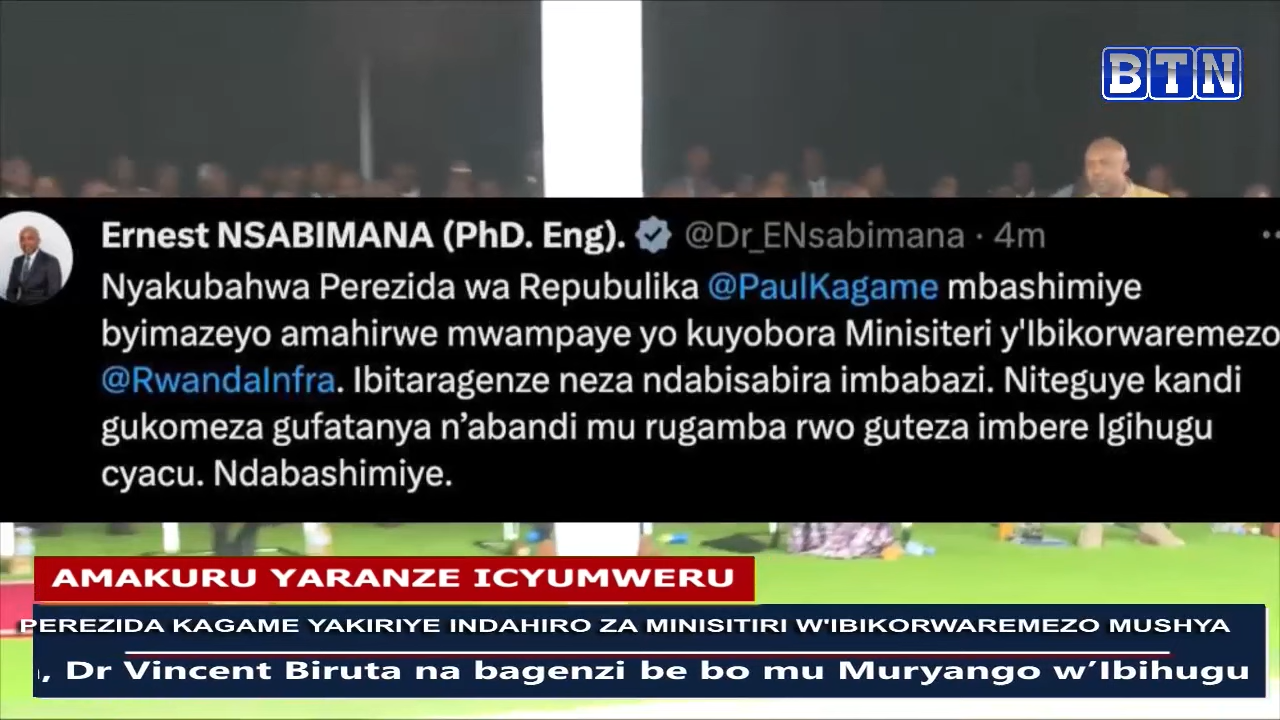 BTN
Ernest NSABIMANA (PhD. Eng). @Dr_ENsabimana · 4m
Nyakubahwa Perezida wa Repubulika @PaulKagame mbashimiye
byimazeyo amahirwe mwampaye yo kuyobora Minisiteri y'Ibikorwaremezo
@RwandaInfra. Ibitaragenze neza ndabisabira imbabazi. Niteguye kandi
gukomeza gufatanya n’abandi mu rugamba rwo guteza imbere Igihugu
cyacu. Ndabashimiye.
AMAKURU YARANZE ICYUMWERU
PEREZIDA KAGAME YAKIRIYE INDAHIRO ZA MINISITIRI W'IBIKORWAREMEZO MUSHYA
, Dr Vincent Biruta na bagenzi be bo mu Muryango w’Ibihugu